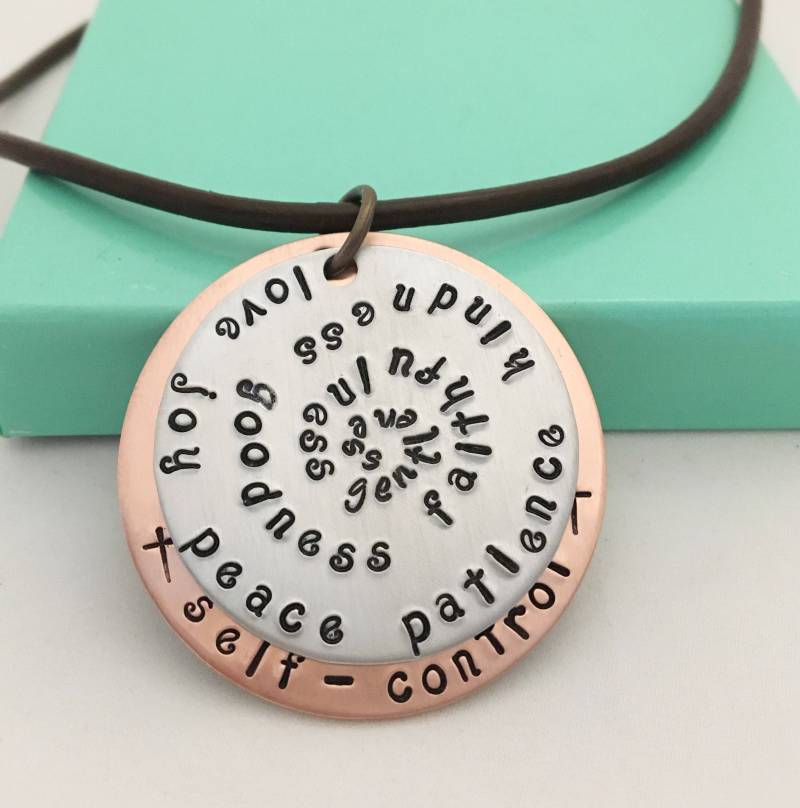 love
joy
peace
patience
kindness
goodness
faithfulness
gentleness
self-control